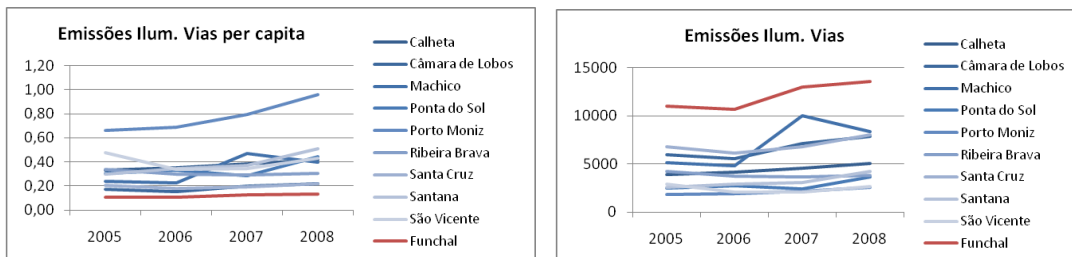 Emissões Ilum. Vias per capita
1,20
1,00
0,80
0,60
0,40
0,20
0,00
2005 2006 2007 2008
Calheta
Câmara de Lobos
Machico
Ponta do Sol
Porto Moniz
Ribeira Brava
Santa Cruz
Santana
São Vicente
Funchal
Emissões Ilum. Vias
15000
10000
5000
0
2005 2006 2007 2008
Calheta
Câmara de Lobos
Machico
Ponta do Sol
Porto Moniz
Ribeira Brava
Santa Cruz
Santana
São Vicente
Funchal